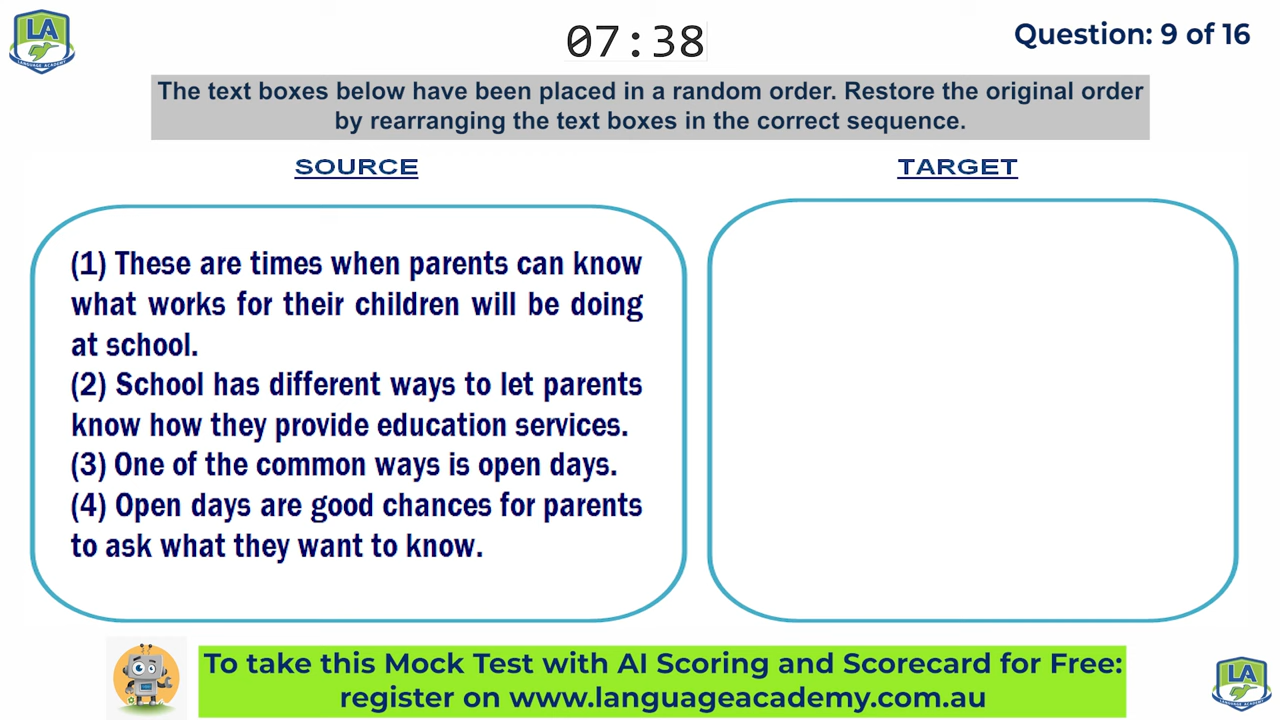 LA
LANGUAGE ACADEMY
07:38
Question: 9 of 16
The text boxes below have been placed in a random order. Restore the original order
by rearranging the text boxes in the correct sequence.
SOURCE
TARGET
(1) These are times when parents can know
what works for their children will be doing
at school.
(2) School has different ways to let parents
know how they provide education services.
(3) One of the common ways is open days.
(4) Open days are good chances for parents
to ask what they want to know.
To take this Mock Test with AI Scoring and Scorecard for Free:
register on www.languageacademy.com.au
LA
LANGUAGE ACADEMY